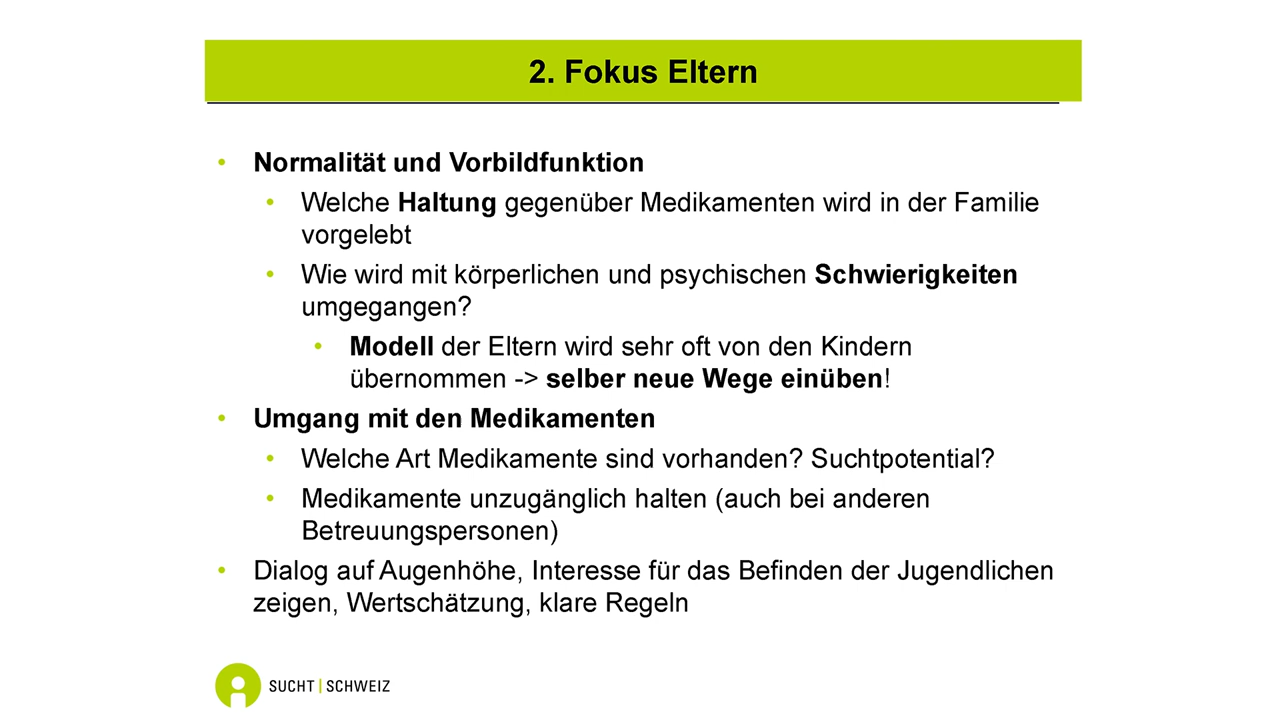 2. Fokus Eltern
• Normalität und Vorbildfunktion
• Welche Haltung gegenüber Medikamenten wird in der Familie
vorgelebt
• Wie wird mit körperlichen und psychischen Schwierigkeiten
umgegangen?
• Modell der Eltern wird sehr oft von den Kindern
übernommen -> selber neue Wege einüben!
• Umgang mit den Medikamenten
• Welche Art Medikamente sind vorhanden? Suchtpotential?
• Medikamente unzugänglich halten (auch bei anderen
Betreuungspersonen)
• Dialog auf Augenhöhe, Interesse für das Befinden der Jugendlichen
zeigen, Wertschätzung, klare Regeln
SUCHT | SCHWEIZ